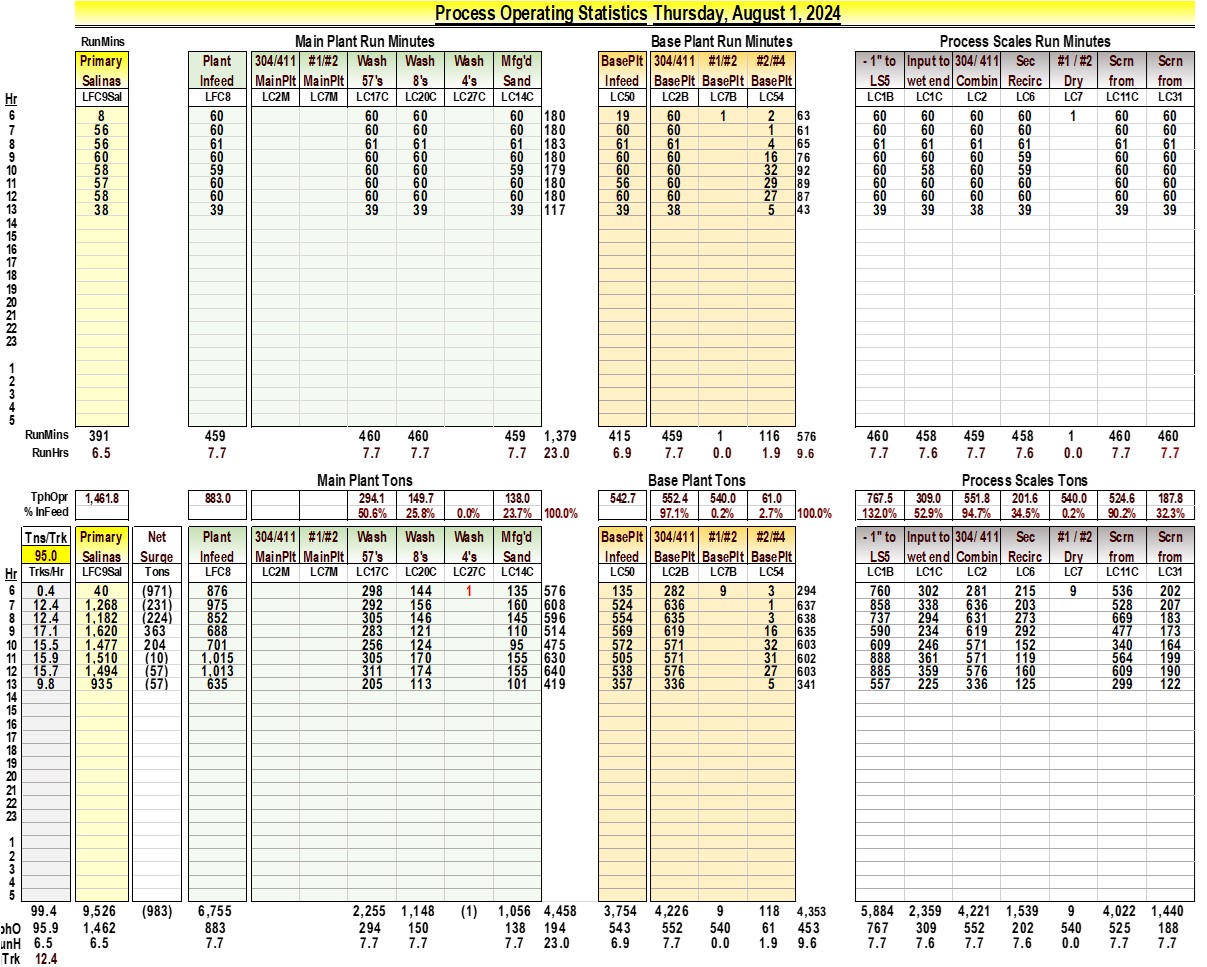 Process Operating Statistics Thursday, August 1, 2024
RunMins Main Plant Run Minutes Base Plant Run Minutes Process Scales Run Minutes
Primary Plant 304/411 #1/#2 Wash Wash Wash Mfg'd BasePlt 304/411 #1/#2 #2/#4 - 1" to Input to 304/ 411 Sec #1 / #2 Scrn Scrn
Salinas Infeed MainPlt MainPlt 57's 8's 4's Sand Infeed BasePlt BasePlt BasePlt LS5 wet end Combin Recirc Dry from from
Hr LFC9Sal LFC8 LC2M LC7M LC17C LC20C LC27C LC14C LC50 LC2B LC7B LC54 LC1B LC1C LC2 LC6 LC7 LC11C LC31
6 8 60 60 60 60 180 19 60 1 2 63 60 60 60 60 1 60 60
7 56 60 60 60 60 180 60 60 1 61 60 60 60 60 60 60
8 56 61 61 61 61 183 61 61 4 65 61 61 61 61 61 61
9 60 60 60 60 60 180 60 60 16 76 60 60 60 59 60 60
10 58 59 60 60 59 179 60 60 32 92 60 58 60 59 60 60
11 57 60 60 60 60 180 56 60 29 89 60 60 60 60 60 60
12 58 60 60 60 60 180 60 60 27 87 60 60 60 60 60 60
13 38 39 39 39 39 117 39 38 5 43 39 39 38 39 39 39
14
15
16
17
18
19
20
21
22
23
1
2
3
4
5
RunMins 391 459 460 460 459 1,379 415 459 1 116 576 460 458 459 458 1 460 460
RunHrs 6.5 7.7 7.7 7.7 7.7 23.0 6.9 7.7 0.0 1.9 9.6 7.7 7.6 7.7 7.6 0.0 7.7 7.7
Main Plant Tons Base Plant Tons Process Scales Tons
TphOpr 1,461.8 883.0 294.1 149.7 138.0 542.7 552.4 540.0 61.0 767.5 309.0 551.8 201.6 540.0 524.6 187.8
% InFeed 50.6% 25.8% 0.0% 23.7% 100.0% 97.1% 0.2% 2.7% 100.0% 132.0% 52.9% 94.7% 34.5% 0.2% 90.2% 32.3%
Tns/Trk Primary Net Plant 304/411 #1/#2 Wash Wash Wash Mfg'd BasePlt 304/411 #1/#2 #2/#4 - 1" to Input to 304/ 411 Sec #1 / #2 Scrn Scrn
95.0 Salinas Surge Infeed MainPlt MainPlt 57's 8's 4's Sand Infeed BasePlt BasePlt BasePlt LS5 wet end Combin Recirc Dry from from
Hr Trks/Hr LFC9Sal Tons LFC8 LC2M LC7M LC17C LC20C LC27C LC14C LC50 LC2B LC7B LC54 LC1B LC1C LC2 LC6 LC7 LC11C LC31
6 0.4 40 (971) 876 298 144 1 135 576 135 282 9 3 294 760 302 281 215 9 536 202
7 12.4 1,268 (231) 975 292 156 160 608 524 636 1 637 858 338 636 203 528 207
8 12.4 1,182 (224) 852 305 146 145 596 554 635 3 638 737 294 631 273 669 183
9 17.1 1,620 363 688 283 121 110 514 569 619 16 635 590 234 619 292 477 173
10 15.5 1,477 204 701 256 124 95 475 572 571 32 603 609 246 571 152 340 164
11 15.9 1,510 (10) 1,015 305 170 155 630 505 571 31 602 888 361 571 119 564 199
12 15.7 1,494 (57) 1,013 311 174 155 640 538 576 27 603 885 359 576 160 609 190
13 9.8 935 (57) 635 205 113 101 419 357 336 5 341 557 225 336 125 299 122
14
15
16
17
18
19
20
21
22
23
1
2
3
4
5
99.4 9,526 (983) 6,755 2,255 1,148 (1) 1,056 4,458 3,754 4,226 9 118 4,353 5,884 2,359 4,221 1,539 9 4,022 1,440
phO 95.9 1,462 883 294 150 138 194 543 552 540 61 453 767 309 552 202 540 525 188
unH 6.5 6.5 7.7 7.7 7.7 7.7 23.0 6.9 7.7 0.0 1.9 9.6 7.7 7.6 7.7 7.6 0.0 7.7 7.7
Trk 12.4